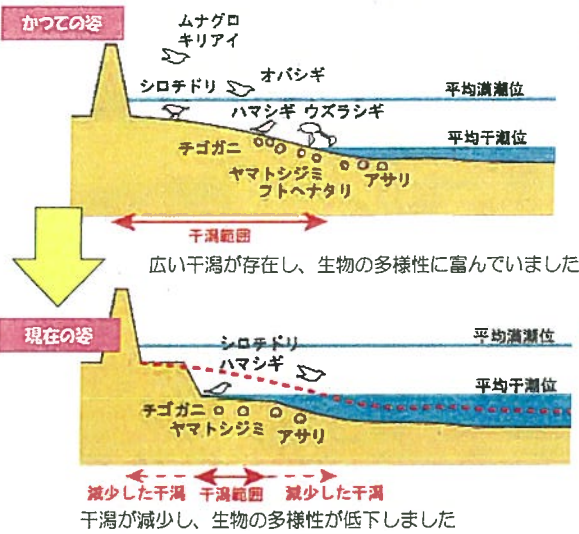 かつての姿
ムナグロ
キリアイ
シロチドリ
オバシギ
平均満潮位
ハマシギ ウズラシギ
平均干潮位
チゴガニ
ヤマトシジミ
フトヘナタリ
アサリ
干潟範囲
広い干潟が存在し、生物の多様性に富んでいました
現在の姿
シロチドリ
ハマシギ
平均満潮位
平均干潮位
チゴガニ
ヤマトシジミ
アサリ
減少した干潟 干潟範囲 減少した干潟
干潟が減少し、生物の多様性が低下しました